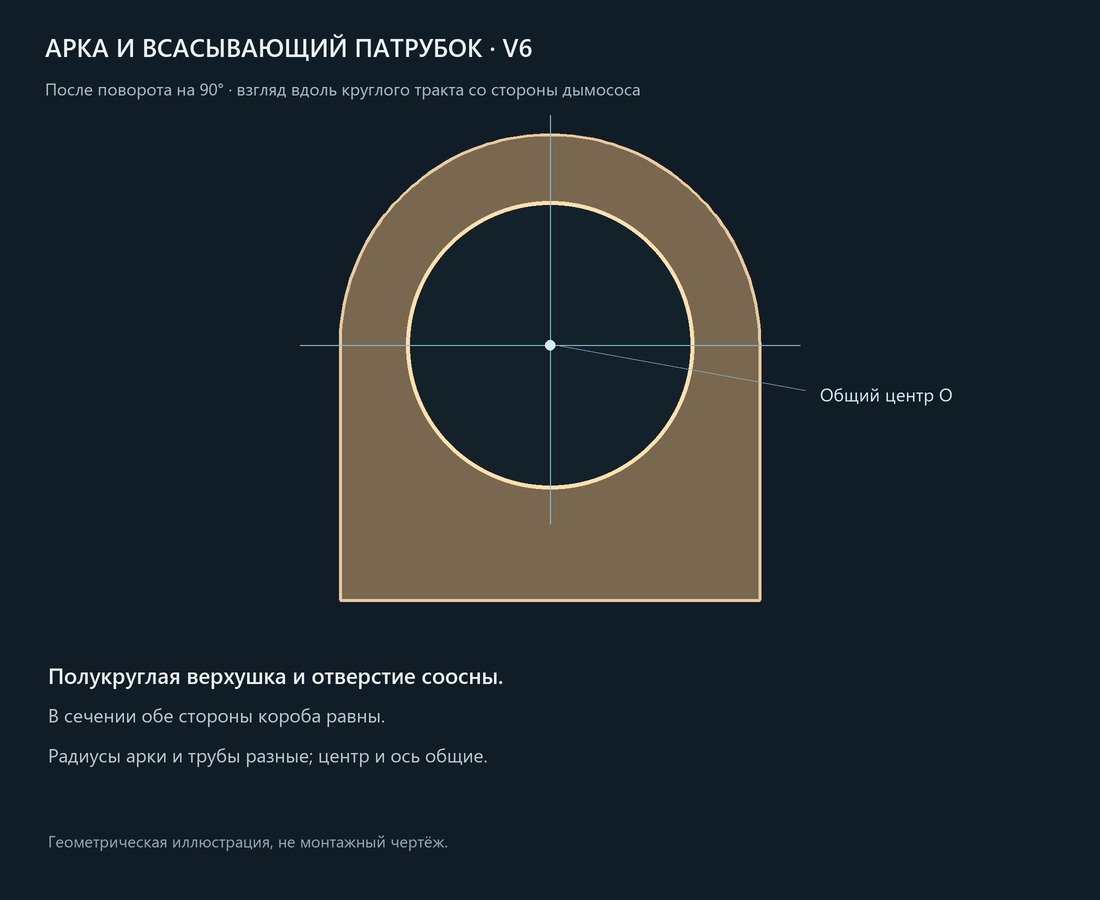 АРКА И ВСАСЫВАЮЩИЙ ПАТРУБОК · V6
После поворота на 90° · взгляд вдоль круглого тракта со стороны дымососа
Общий центр O
Полукруглая верхушка и отверстие соосны.
В сечении обе стороны короба равны.
Радиусы арки и трубы разные; центр и ось общие.
Геометрическая иллюстрация, не монтажный чертёж.